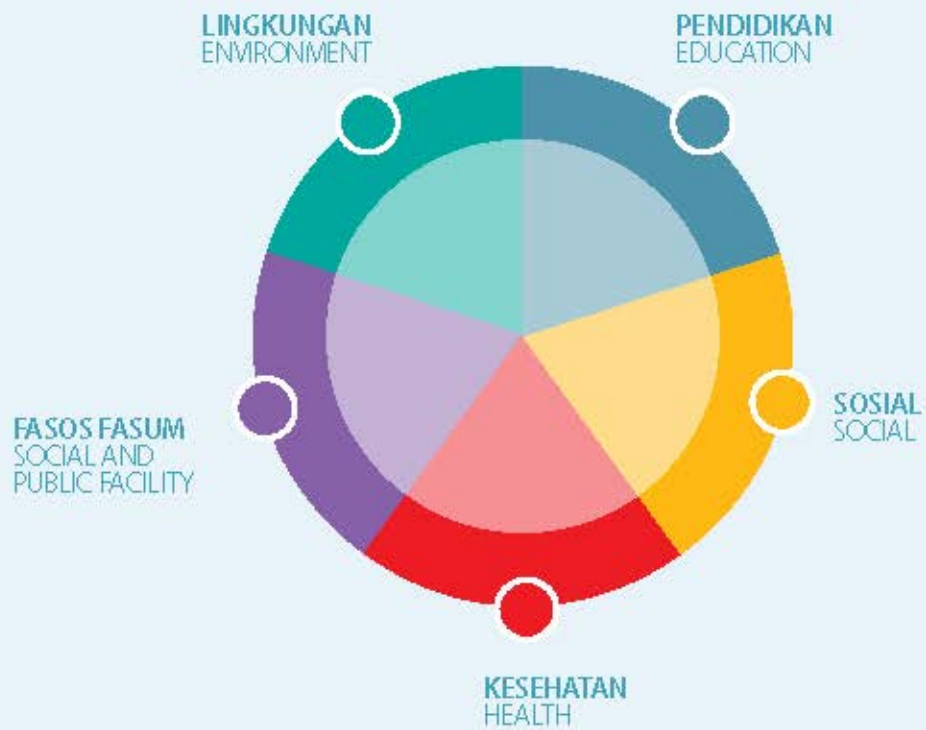 LINGKUNGAN
ENVIRONMENT
PENDIDIKAN
EDUCATION
SOSIAL
SOCIAL
FASOS FASUM
SOCIAL AND
PUBLIC FACILITY
KESEHATAN
HEALTH